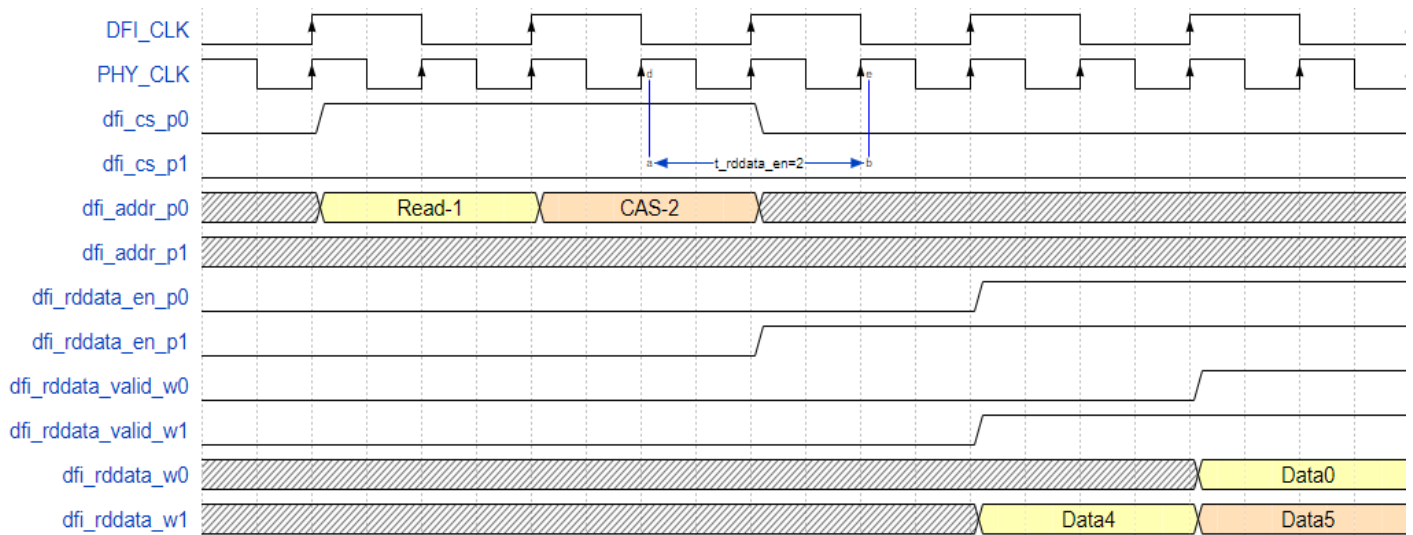 DFI_CLK
PHY_CLK
d
e
dfi_cs_p0
dfi_cs_p1
a
t_rddata_en=2
b
dfi_addr_p0
Read-1
CAS-2
dfi_addr_p1
dfi_rddata_en_p0
dfi_rddata_en_p1
dfi_rddata_valid_w0
dfi_rddata_valid_w1
dfi_rddata_w0
Data0
dfi_rddata_w1
Data4
Data5